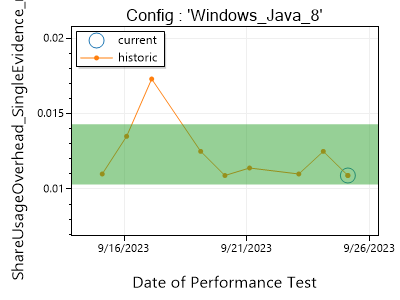 Config : 'Windows_Java_8'
ShareUsageOverhead_SingleEvidence_
0.02
0.015
0.01
current
historic
9/16/2023
9/21/2023
9/26/2023
Date of Performance Test